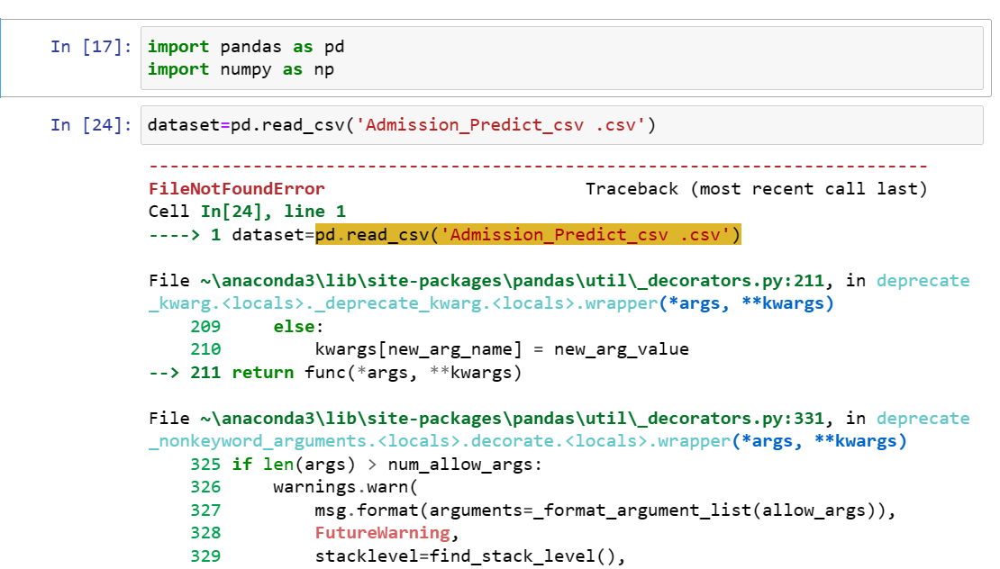 In [17]: import pandas as pd
import numpy as np
In [24]: dataset=pd.read_csv('Admission_Predict_csv .csv')
---------------------------------------------------------------------------
FileNotFoundError                         Traceback (most recent call last)
Cell In[24], line 1
----> 1 dataset=pd.read_csv('Admission_Predict_csv .csv')
File ~\anaconda3\lib\site-packages\pandas\util\_decorators.py:211, in deprecate
_kwarg.<locals>._deprecate_kwarg.<locals>.wrapper(*args, **kwargs)
    209     else:
    210         kwargs[new_arg_name] = new_arg_value
--> 211 return func(*args, **kwargs)
File ~\anaconda3\lib\site-packages\pandas\util\_decorators.py:331, in deprecate
_nonkeyword_arguments.<locals>.decorate.<locals>.wrapper(*args, **kwargs)
    325 if len(args) > num_allow_args:
    326     warnings.warn(
    327         msg.format(arguments=_format_argument_list(allow_args)),
    328         FutureWarning,
    329         stacklevel=find_stack_level(),